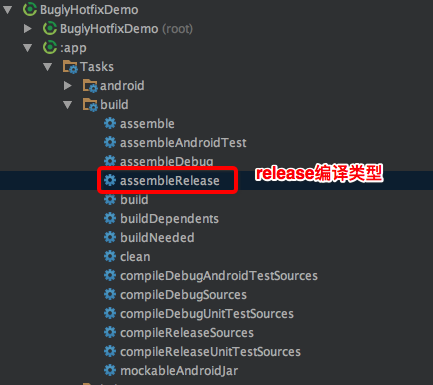 BuglyHotfixDemo
BuglyHotfixDemo (root)
:app
Tasks
android
build
assemble
assembleAndroidTest
assembleDebug
assembleRelease release编译类型
build
buildDependents
buildNeeded
clean
compileDebugAndroidTestSources
compileDebugSources
compileDebugUnitTestSources
compileReleaseSources
compileReleaseUnitTestSources
mockableAndroidJar